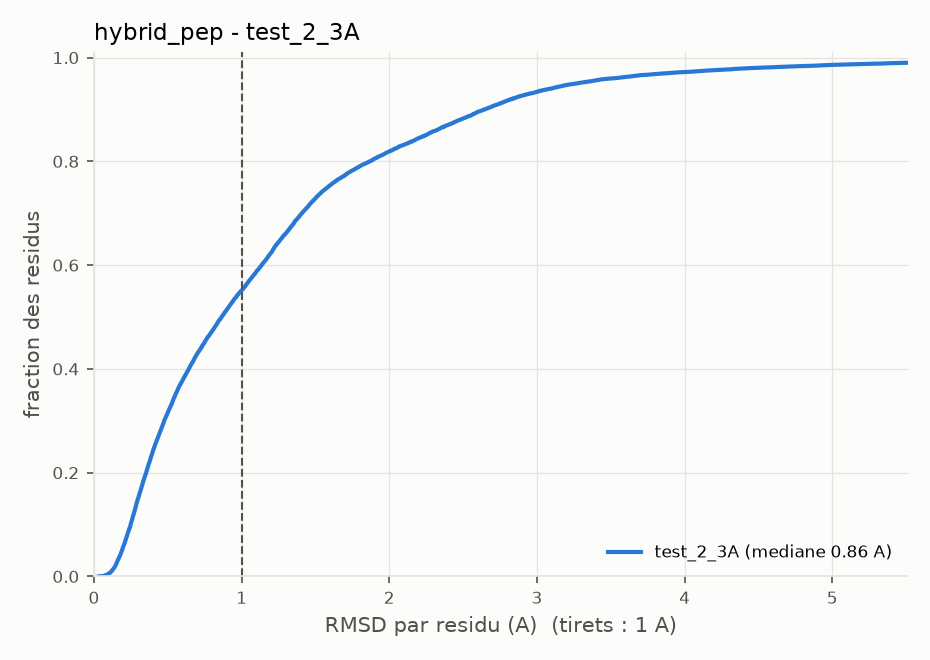 hybrid_pep - test_2_3A
1.0
0.8
0.6
0.4
0.2
0.0
fraction des residus
test_2_3A (mediane 0.86 A)
0 1 2 3 4 5
RMSD par residu (A)  (tirets : 1 A)